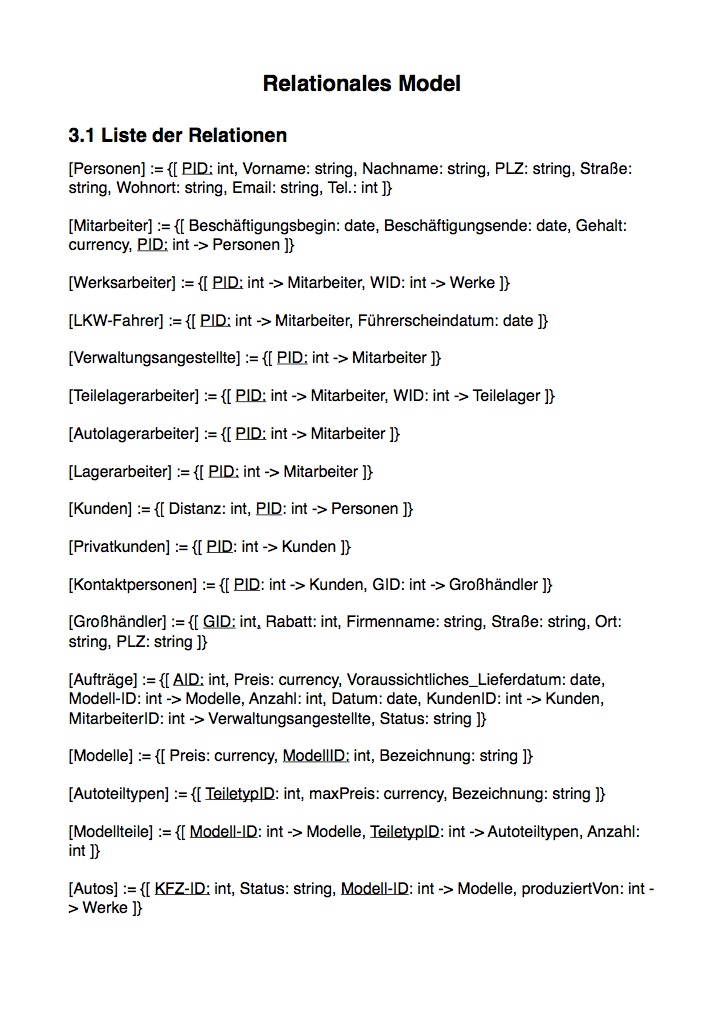 Relationales Model
3.1 Liste der Relationen
[Personen] := {[ PID: int, Vorname: string, Nachname: string, PLZ: string, Straße:
string, Wohnort: string, Email: string, Tel.: int ]}
[Mitarbeiter] := {[ Beschäftigungsbegin: date, Beschäftigungsende: date, Gehalt:
currency, PID: int -> Personen ]}
[Werksarbeiter] := {[ PID: int -> Mitarbeiter, WID: int -> Werke ]}
[LKW-Fahrer] := {[ PID: int -> Mitarbeiter, Führerscheindatum: date ]}
[Verwaltungsangestellte] := {[ PID: int -> Mitarbeiter ]}
[Teilelagerarbeiter] := {[ PID: int -> Mitarbeiter, WID: int -> Teilelager ]}
[Autolagerarbeiter] := {[ PID: int -> Mitarbeiter ]}
[Lagerarbeiter] := {[ PID: int -> Mitarbeiter ]}
[Kunden] := {[ Distanz: int, PID: int -> Personen ]}
[Privatkunden] := {[ PID: int -> Kunden ]}
[Kontaktpersonen] := {[ PID: int -> Kunden, GID: int -> Großhändler ]}
[Großhändler] := {[ GID: int, Rabatt: int, Firmenname: string, Straße: string, Ort:
string, PLZ: string ]}
[Aufträge] := {[ AID: int, Preis: currency, Voraussichtliches_Lieferdatum: date,
Modell-ID: int -> Modelle, Anzahl: int, Datum: date, KundenID: int -> Kunden,
MitarbeiterID: int -> Verwaltungsangestellte, Status: string ]}
[Modelle] := {[ Preis: currency, ModellID: int, Bezeichnung: string ]}
[Autoteiltypen] := {[ TeiletypID: int, maxPreis: currency, Bezeichnung: string ]}
[Modellteile] := {[ Modell-ID: int -> Modelle, TeiletypID: int -> Autoteiltypen, Anzahl:
int ]}
[Autos] := {[ KFZ-ID: int, Status: string, Modell-ID: int -> Modelle, produziertVon: int -
> Werke ]}